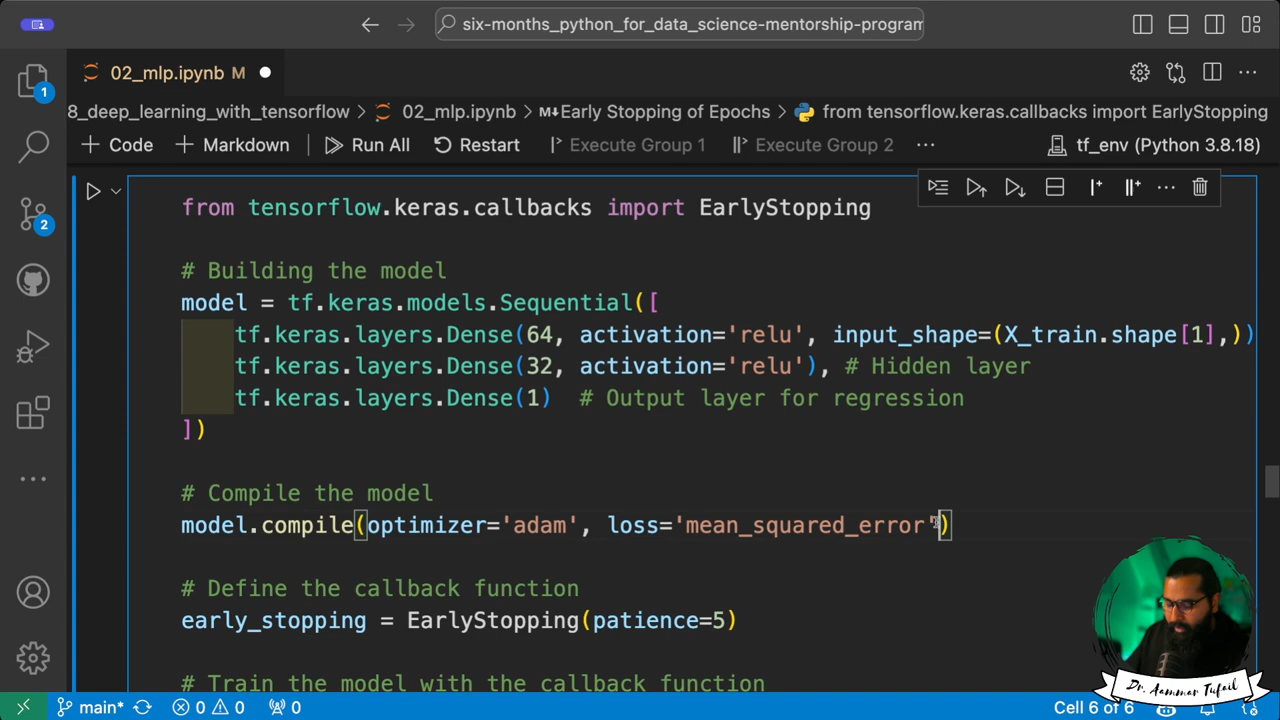 six-months_python_for_data_science-mentorship-program
02_mlp.ipynb M
8_deep_learning_with_tensorflow > 02_mlp.ipynb > M↓Early Stopping of Epochs > from tensorflow.keras.callbacks import EarlyStopping
+ Code + Markdown Run All Restart Execute Group 1 Execute Group 2 ... tf_env (Python 3.8.18)
1
2
from tensorflow.keras.callbacks import EarlyStopping
# Building the model
model = tf.keras.models.Sequential([
tf.keras.layers.Dense(64, activation='relu', input_shape=(X_train.shape[1],))
tf.keras.layers.Dense(32, activation='relu'), # Hidden layer
tf.keras.layers.Dense(1) # Output layer for regression
])
# Compile the model
model.compile(optimizer='adam', loss='mean_squared_error')
# Define the callback function
early_stopping = EarlyStopping(patience=5)
# Train the model with the callback function
Dr. Aammar Tufail
main* 0 0 0 Cell 6 of 6